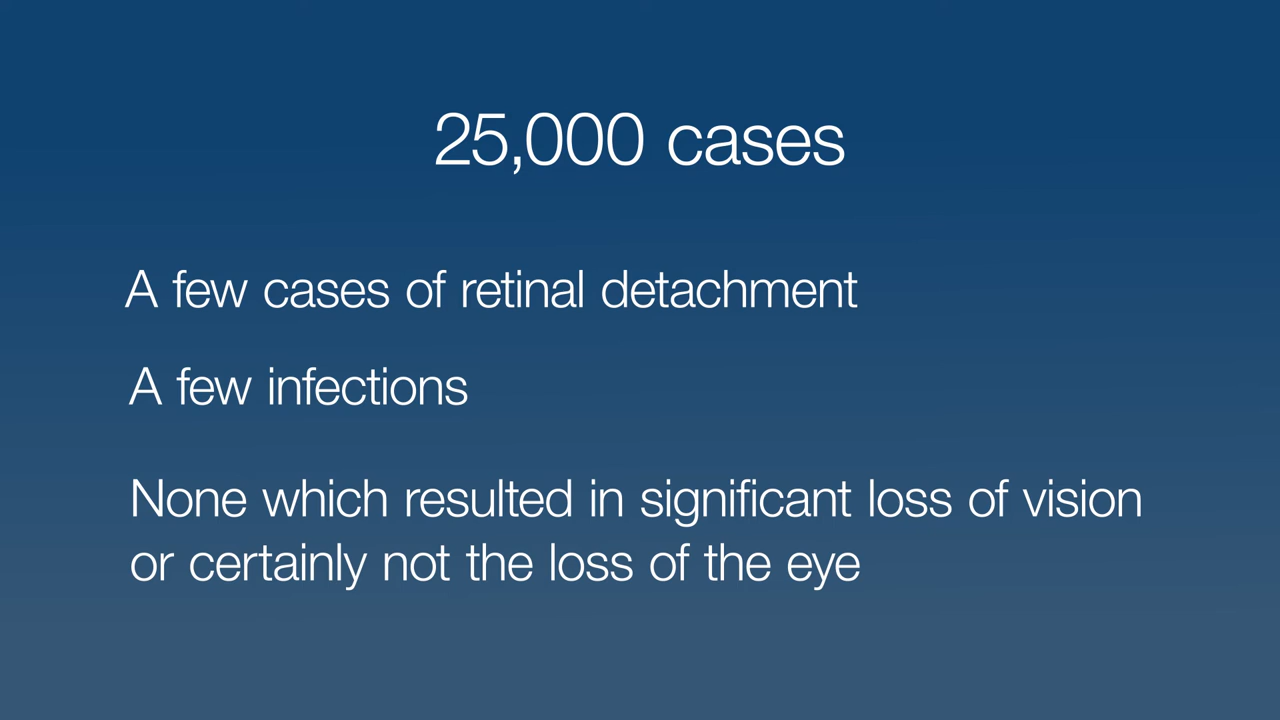 25,000 cases
A few cases of retinal detachment
A few infections
None which resulted in significant loss of vision
or certainly not the loss of the eye